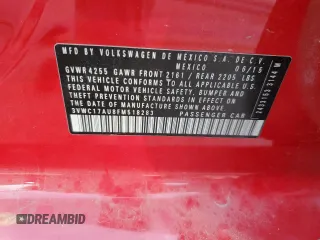 MFD BY VOLKSWAGEN DE MEXICO S.A. DE C.V.
MEXICO 06/15
GVWR 4255 GAWR FRONT 2161 / REAR 2205 LBS
THIS VEHICLE CONFORMS TO ALL APPLICABLE U.S.
FEDERAL MOTOR VEHICLE SAFETY, BUMPER, AND THEFT
PREVENTION STANDARDS IN EFFECT ON THE DATE OF
MANUFACTURE SHOWN ABOVE.
3VWC17AU8FM518283
PASSENGER CAR
DREAMBID